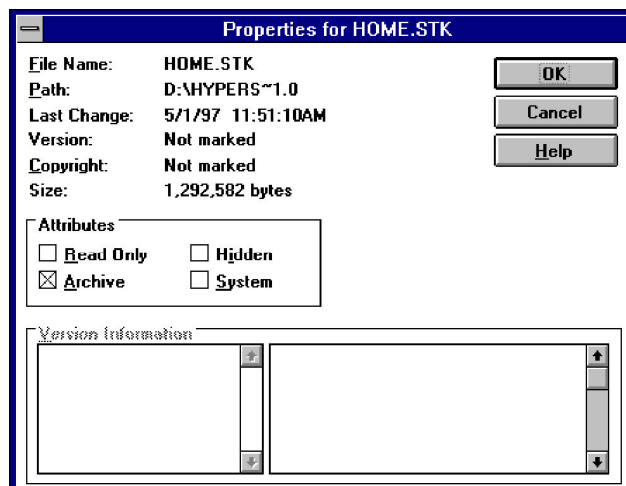 Properties for HOME.STK
File Name: HOME.STK
Path: D:\HYPERS~1.0
Last Change: 5/1/97 11:51:10AM
Version: Not marked
Copyright: Not marked
Size: 1,292,582 bytes
OK
Cancel
Help
Attributes
Read Only Hidden
Archive System
Version Information